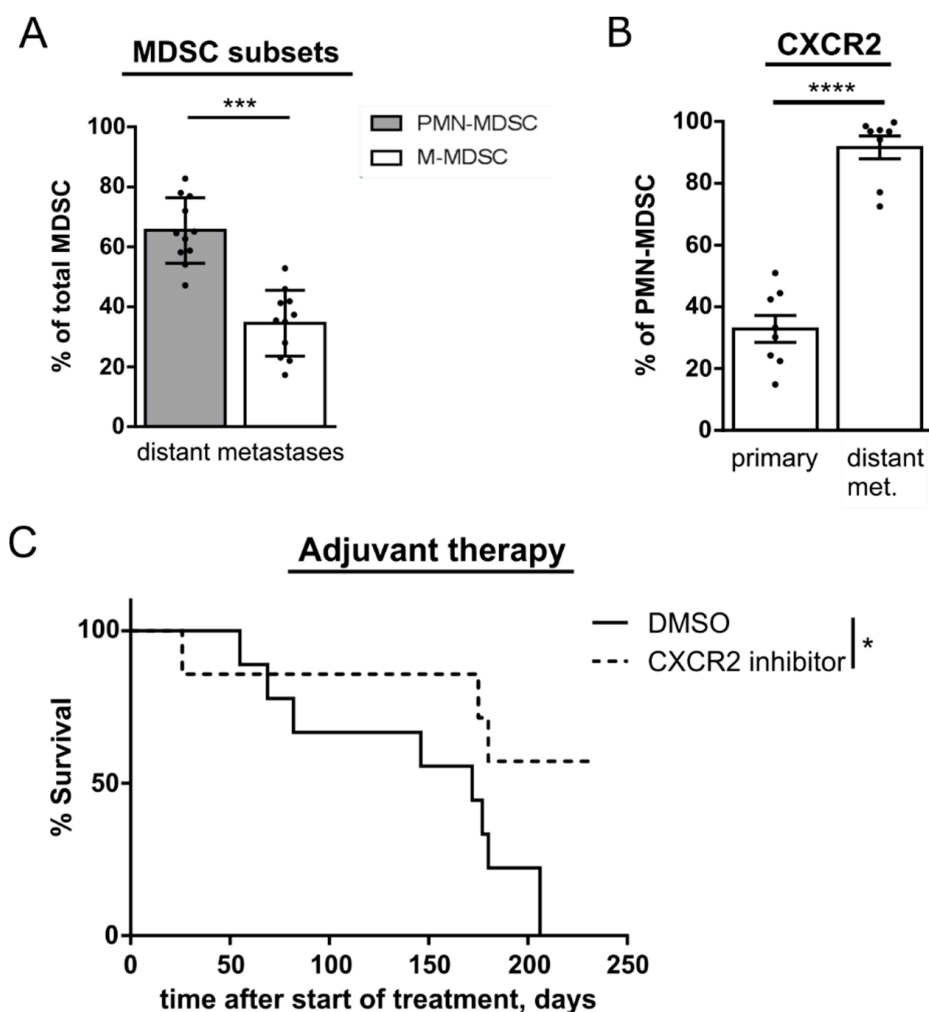 A
MDSC subsets
***
PMN-MDSC
M-MDSC
% of total MDSC
100
80
60
40
20
0
distant metastases
B
CXCR2
****
% of PMN-MDSC
100
80
60
40
20
0
primary
distant
met.
C
Adjuvant therapy
DMSO
CXCR2 inhibitor
*
% Survival
100
50
0
0 50 100 150 200 250
time after start of treatment, days